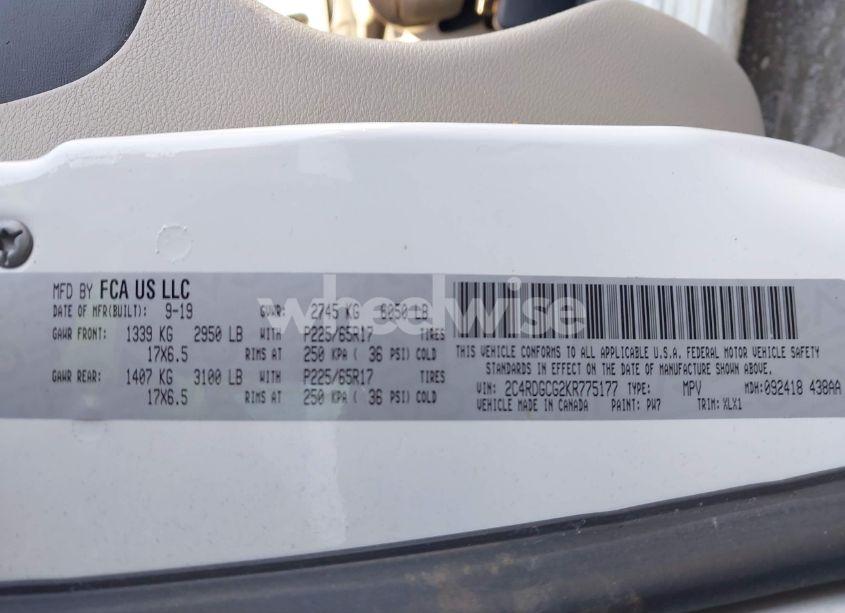 MFD BY FCA US LLC
DATE OF MFR(BUILT): 9-19 GVWR: 2745 KG 6050 LB
GAWR FRONT: 1339 KG 2950 LB WITH P225/65R17 TIRES
17X6.5 RIMS AT 250 KPA ( 36 PSI) COLD
GAWR REAR: 1407 KG 3100 LB WITH P225/65R17 TIRES
17X6.5 RIMS AT 250 KPA ( 36 PSI) COLD
THIS VEHICLE CONFORMS TO ALL APPLICABLE U.S.A. FEDERAL MOTOR VEHICLE SAFETY
STANDARDS IN EFFECT ON THE DATE OF MANUFACTURE SHOWN ABOVE.
VIN: 2C4RDGCG2KR775177 TYPE: MPV MDH: 092418 438AA
VEHICLE MADE IN CANADA PAINT: PW7 TRIM: XLX1
wheelwise